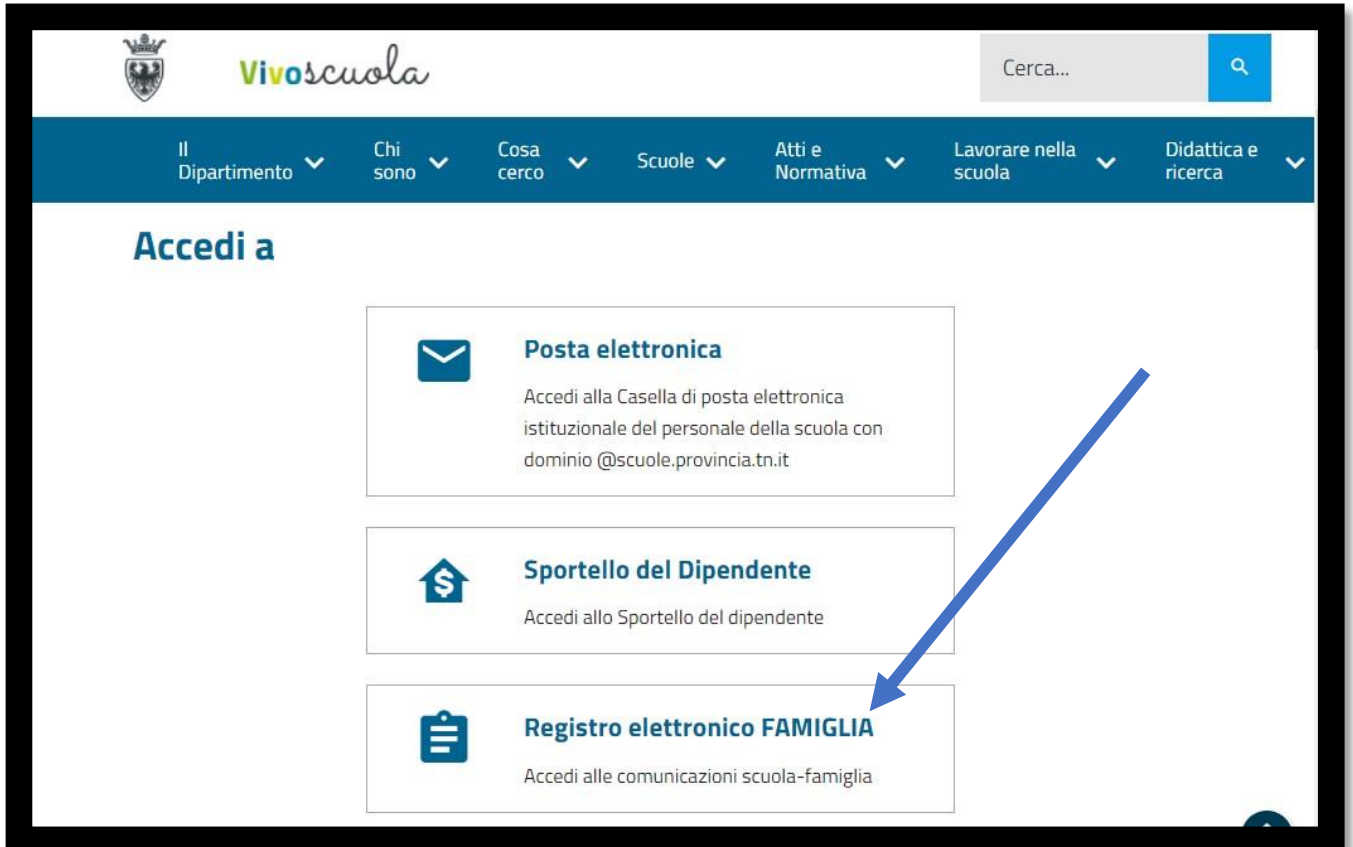 Vivoscuola
Cerca...
Il Dipartimento
Chi sono
Cosa cerco
Scuole
Atti e Normativa
Lavorare nella scuola
Didattica e ricerca
Accedi a
Posta elettronica
Accedi alla Casella di posta elettronica
istituzionale del personale della scuola con
dominio @scuole.provincia.tn.it
Sportello del Dipendente
Accedi allo Sportello del dipendente
Registro elettronico FAMIGLIA
Accedi alle comunicazioni scuola-famiglia